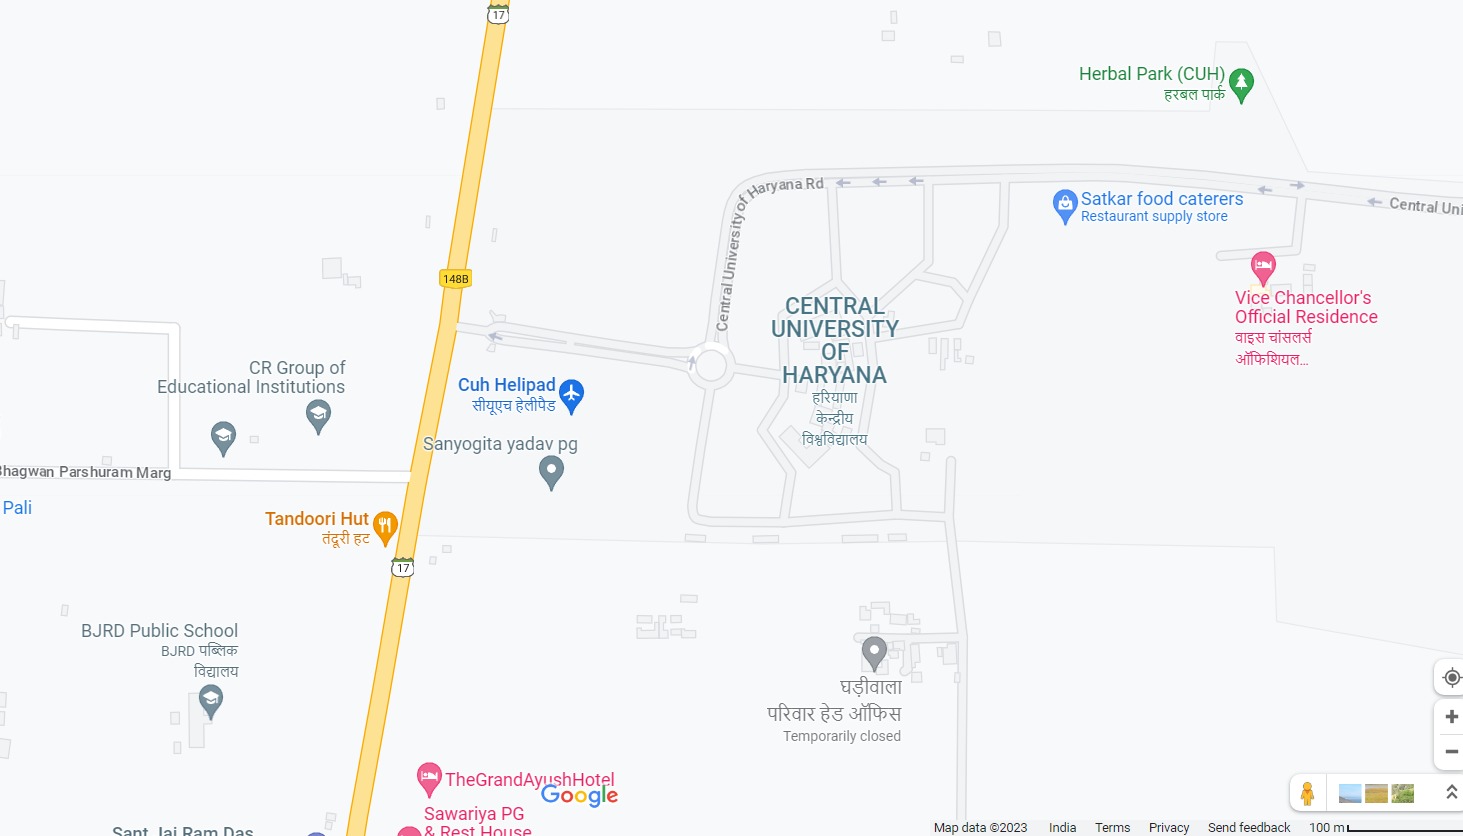 17
Herbal Park (CUH)
हरबल पार्क
Central University of Haryana Rd
Satkar food caterers
Restaurant supply store
Central Uni
148B
Vice Chancellor's
Official Residence
वाइस चांसलर्स
ऑफिशियल...
CENTRAL
UNIVERSITY
OF
HARYANA
हरियाणा
केन्द्रीय
विश्वविद्यालय
CR Group of
Educational Institutions
Cuh Helipad
सीयूएच हेलीपैड
Sanyogita yadav pg
Bhagwan Parshuram Marg
Pali
Tandoori Hut
तंदूरी हट
17
BJRD Public School
BJRD पब्लिक
विद्यालय
घड़ीवाला
परिवार हेड ऑफिस
Temporarily closed
TheGrandAyushHotel
Google
Sawariya PG
& Rest House
Sant Jai Ram Das
Map data ©2023 India Terms Privacy Send feedback 100 m